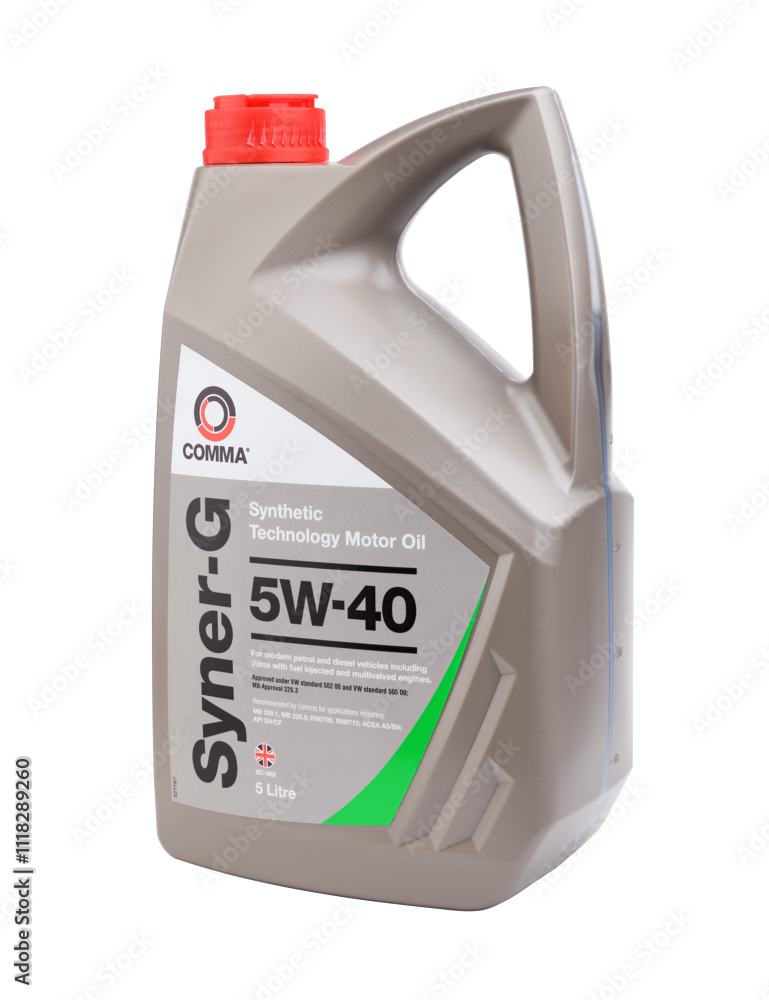 COMMA®
Syner-G
Synthetic
Technology Motor Oil
5W-40
For modern petrol and diesel vehicles including
those with fuel injected and multivalved engines.
Approved under VW standard 502 00 and VW standard 505 00;
MB-Approval 229.3
Recommended by Comma for applications requiring:
MB 229.1, MB 226.5; RN0700, RN0710; ACEA A3/B4;
API SN/CF
EST. 1965
5 Litre
Adobe Stock
Adobe Stock | #1118289260